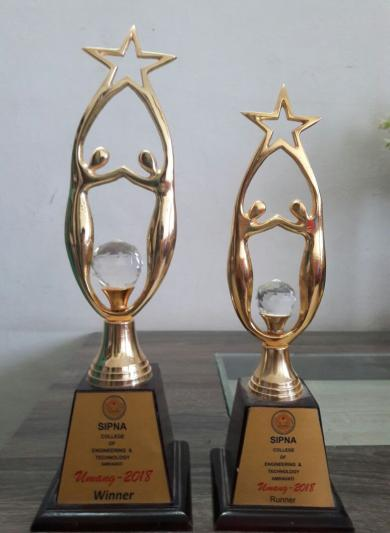 SIPNA
COLLEGE
OF
ENGINEERING &
TECHNOLOGY
AMRAVATI
Umang-2018
Winner
SIPNA
COLLEGE
OF
ENGINEERING &
TECHNOLOGY
AMRAVATI
Umang-2018
Runner